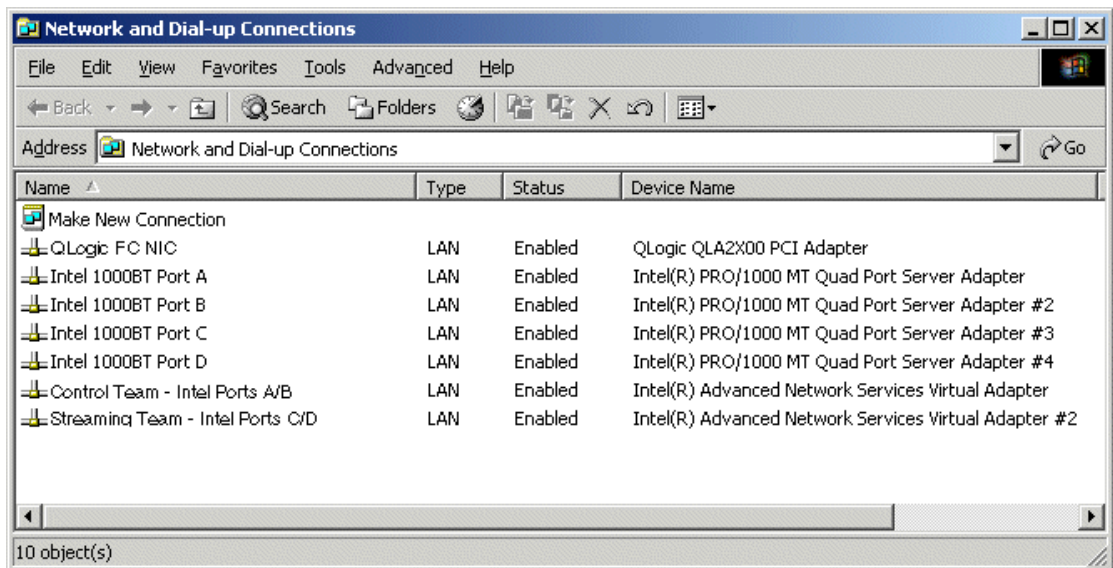 Network and Dial-up Connections
File Edit View Favorites Tools Advanced Help
Back Search Folders
Address Network and Dial-up Connections Go
Name Type Status Device Name
Make New Connection
QLogic FC NIC LAN Enabled QLogic QLA2X00 PCI Adapter
Intel 1000BT Port A LAN Enabled Intel(R) PRO/1000 MT Quad Port Server Adapter
Intel 1000BT Port B LAN Enabled Intel(R) PRO/1000 MT Quad Port Server Adapter #2
Intel 1000BT Port C LAN Enabled Intel(R) PRO/1000 MT Quad Port Server Adapter #3
Intel 1000BT Port D LAN Enabled Intel(R) PRO/1000 MT Quad Port Server Adapter #4
Control Team - Intel Ports A/B LAN Enabled Intel(R) Advanced Network Services Virtual Adapter
Streaming Team - Intel Ports C/D LAN Enabled Intel(R) Advanced Network Services Virtual Adapter #2
10 object(s)